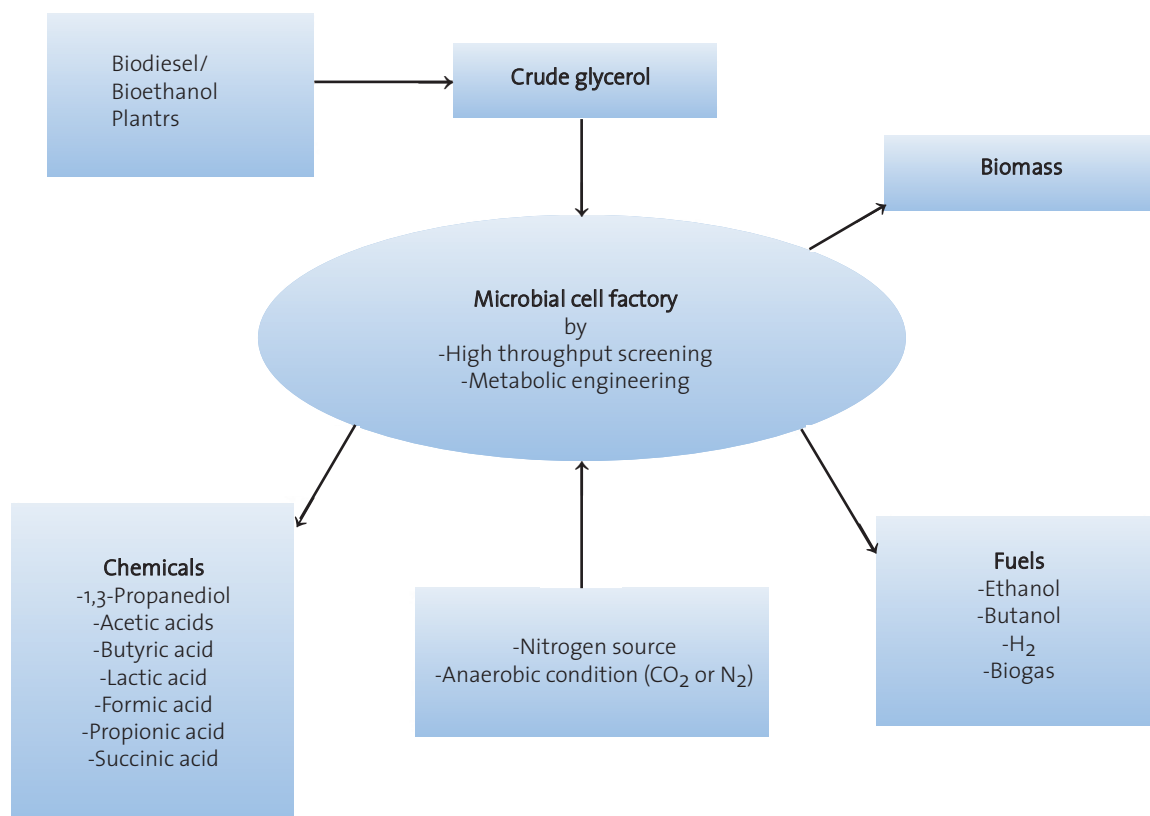 Biodiesel/
Bioethanol
Plantrs
Crude glycerol
Biomass
Microbial cell factory
by
-High throughput screening
-Metabolic engineering
Chemicals
-1,3-Propanediol
-Acetic acids
-Butyric acid
-Lactic acid
-Formic acid
-Propionic acid
-Succinic acid
-Nitrogen source
-Anaerobic condition (CO₂ or N₂)
Fuels
-Ethanol
-Butanol
-H₂
-Biogas